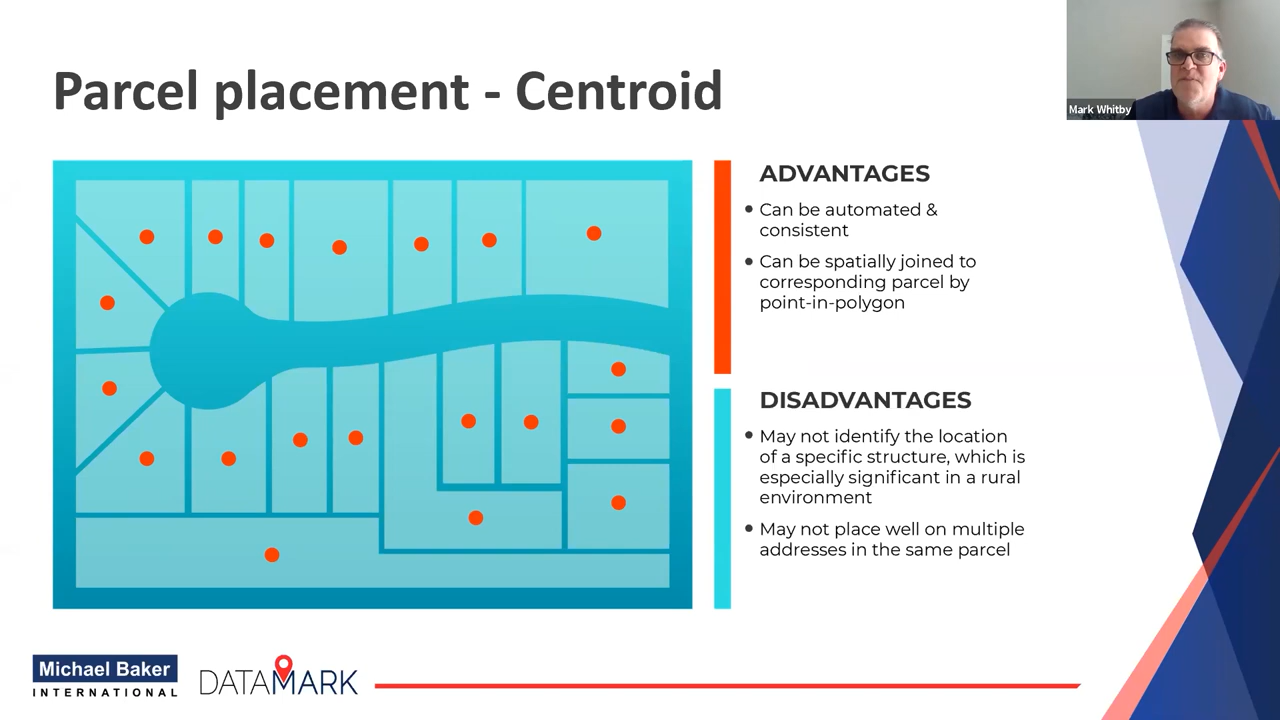 Parcel placement - Centroid
Mark Whitby
ADVANTAGES
• Can be automated &
consistent
• Can be spatially joined to
corresponding parcel by
point-in-polygon
DISADVANTAGES
• May not identify the location
of a specific structure, which is
especially significant in a rural
environment
• May not place well on multiple
addresses in the same parcel
Michael Baker
INTERNATIONAL
DATAMARK